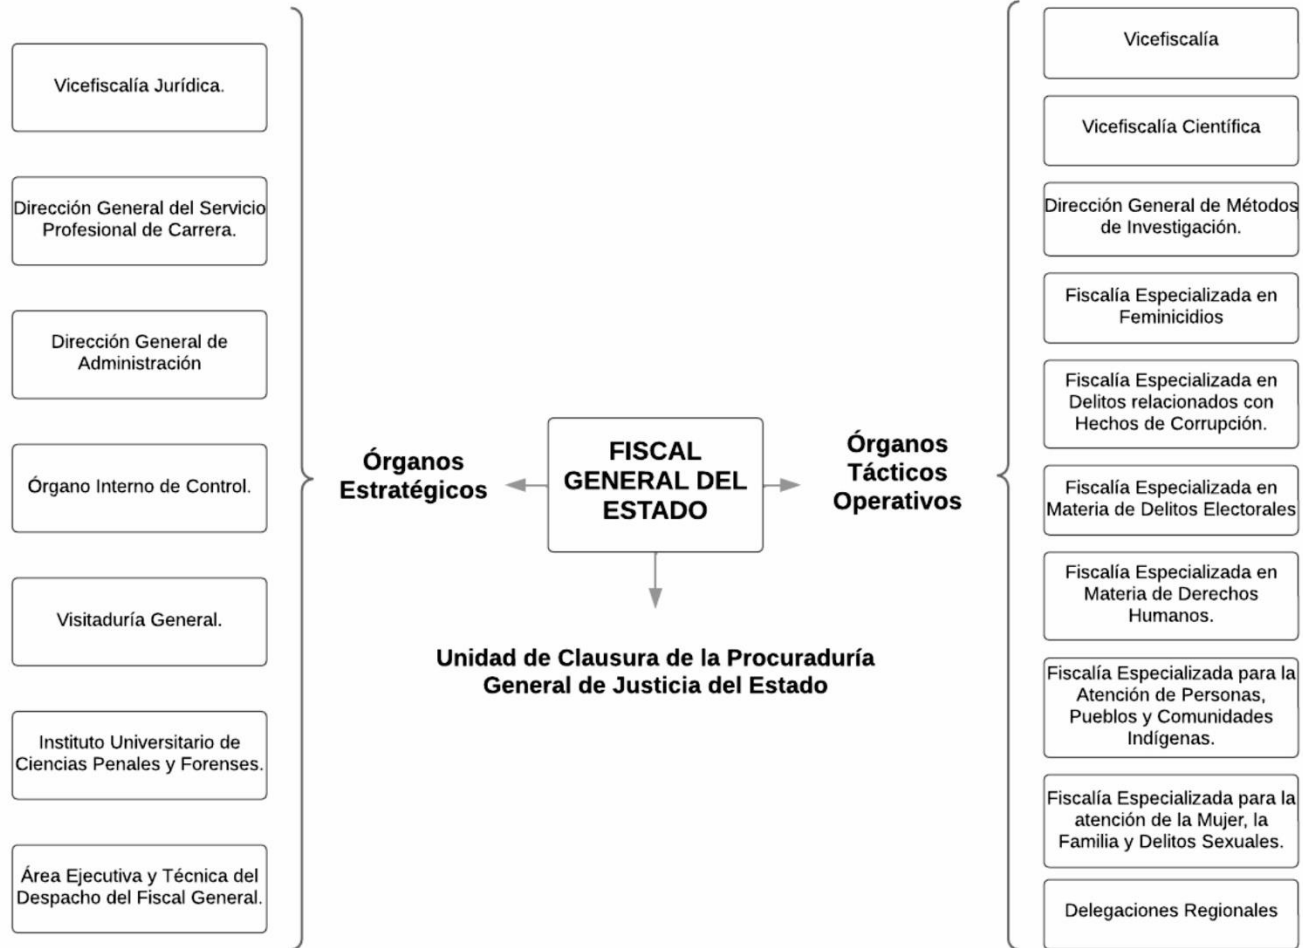 Vicefiscalía Jurídica.
Dirección General del Servicio
Profesional de Carrera.
Dirección General de
Administración
Órgano Interno de Control.
Visitaduría General.
Instituto Universitario de
Ciencias Penales y Forenses.
Área Ejecutiva y Técnica del
Despacho del Fiscal General.
Órganos
Estratégicos
FISCAL
GENERAL DEL
ESTADO
Unidad de Clausura de la Procuraduría
General de Justicia del Estado
Órganos
Tácticos
Operativos
Vicefiscalía
Vicefiscalía Científica
Dirección General de Métodos
de Investigación.
Fiscalía Especializada en
Feminicidios
Fiscalía Especializada en
Delitos relacionados con
Hechos de Corrupción.
Fiscalía Especializada en
Materia de Delitos Electorales
Fiscalía Especializada en
Materia de Derechos
Humanos.
Fiscalía Especializada para la
Atención de Personas,
Pueblos y Comunidades
Indígenas.
Fiscalía Especializada para la
atención de la Mujer, la
Familia y Delitos Sexuales.
Delegaciones Regionales